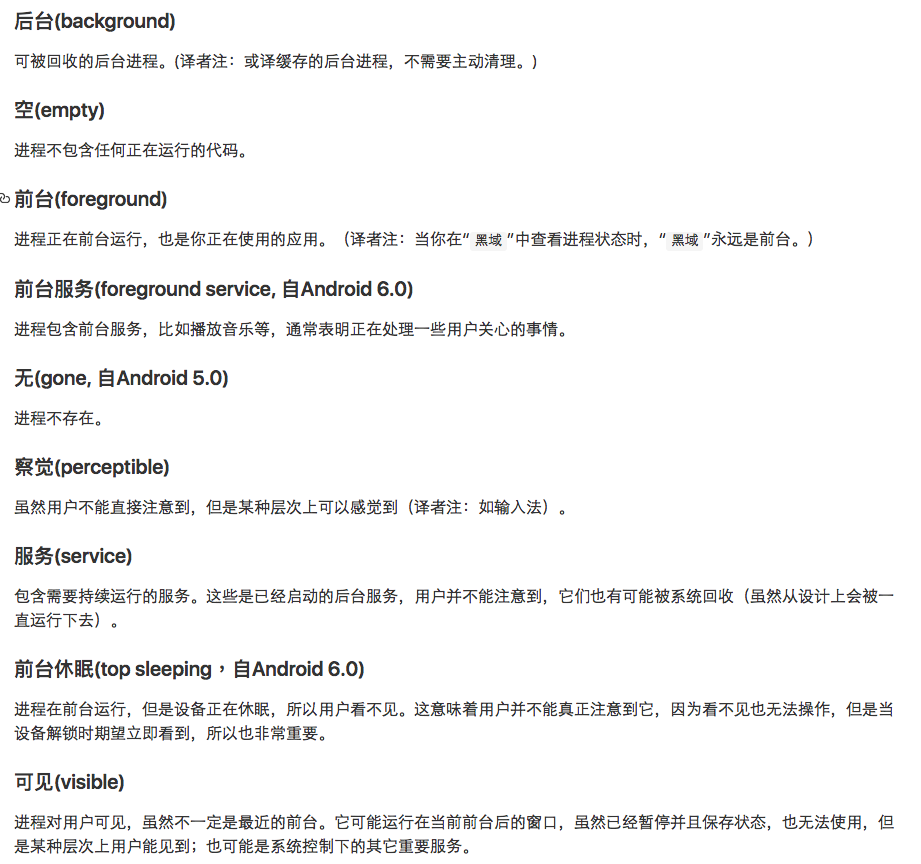 后台(background)
可被回收的后台进程。(译者注：或译缓存的后台进程，不需要主动清理。)
空(empty)
进程不包含任何正在运行的代码。
前台(foreground)
进程正在前台运行，也是你正在使用的应用。（译者注：当你在“黑域”中查看进程状态时，“黑域”永远是前台。）
前台服务(foreground service, 自Android 6.0)
进程包含前台服务，比如播放音乐等，通常表明正在处理一些用户关心的事情。
无(gone, 自Android 5.0)
进程不存在。
察觉(perceptible)
虽然用户不能直接注意到，但是某种层次上可以感觉到（译者注：如输入法）。
服务(service)
包含需要持续运行的服务。这些是已经启动的后台服务，用户并不能注意到，它们也有可能被系统回收（虽然从设计上会被一
直运行下去）。
前台休眠(top sleeping，自Android 6.0)
进程在前台运行，但是设备正在休眠，所以用户看不见。这意味着用户并不能真正注意到它，因为看不见也无法操作，但是当
设备解锁时期望立即看到，所以也非常重要。
可见(visible)
进程对用户可见，虽然不一定是最近的前台。它可能运行在当前前台后的窗口，虽然已经暂停并且保存状态，也无法使用，但
是某种层次上用户能见到；也可能是系统控制下的其它重要服务。